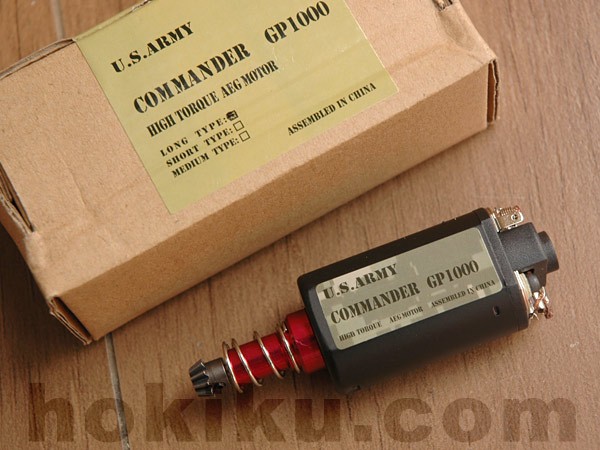 U.S.ARMY
COMMANDER GP1000
HIGH TORQUE AEG MOTOR
LONG TYPE:
SHORT TYPE:
MEDIUM TYPE:
ASSEMBLED IN CHINA
U.S.ARMY
COMMANDER GP1000
HIGH TORQUE AEG MOTOR ASSEMBLED IN CHINA
hokiku.com